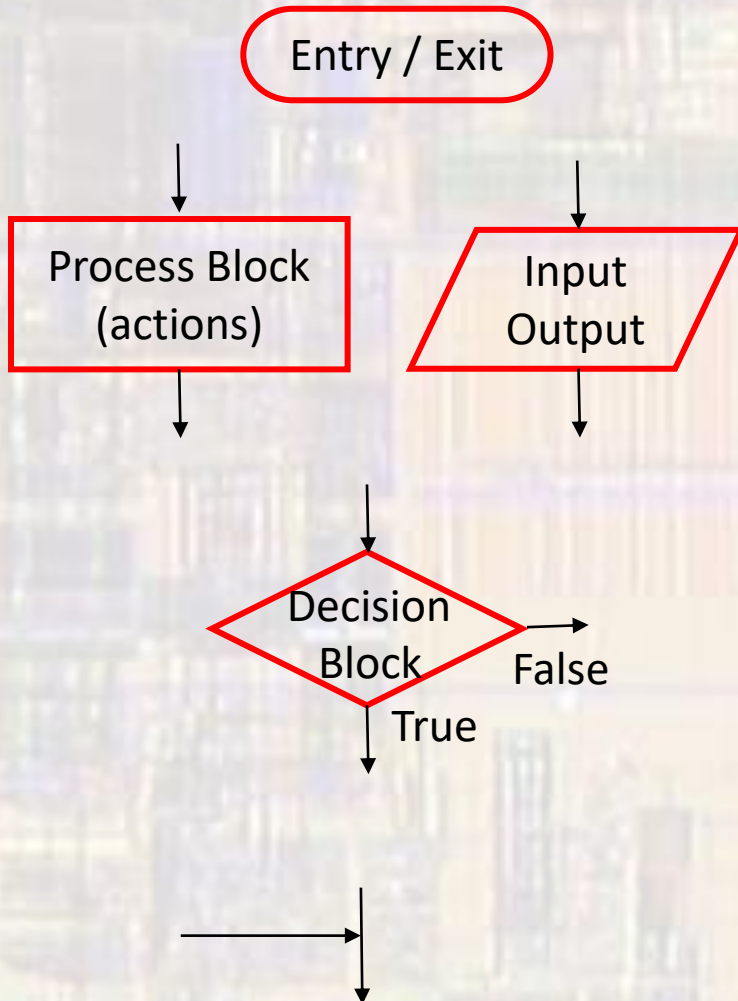 Entry / Exit
Process Block
(actions)
Input
Output
Decision
Block
False
True